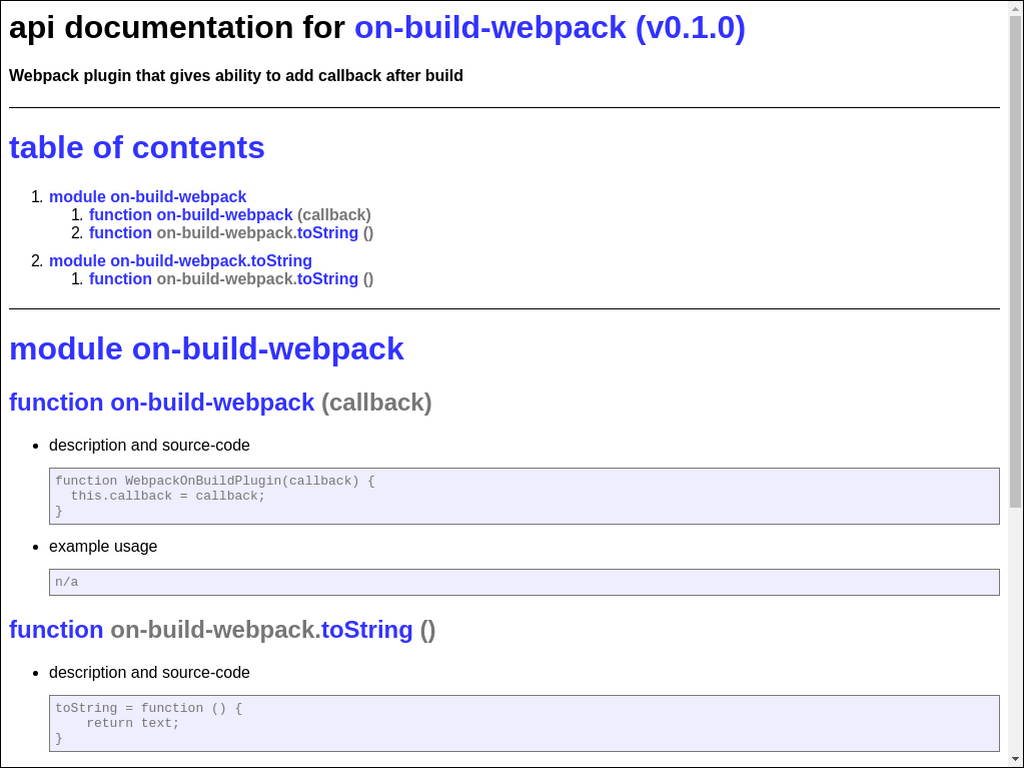 api documentation for on-build-webpack (v0.1.0)
Webpack plugin that gives ability to add callback after build
table of contents
1. module on-build-webpack
1. function on-build-webpack (callback)
2. function on-build-webpack.toString ()
2. module on-build-webpack.toString
1. function on-build-webpack.toString ()
module on-build-webpack
function on-build-webpack (callback)
• description and source-code
function WebpackOnBuildPlugin(callback) {
  this.callback = callback;
}
• example usage
n/a
function on-build-webpack.toString ()
• description and source-code
toString = function () {
    return text;
}